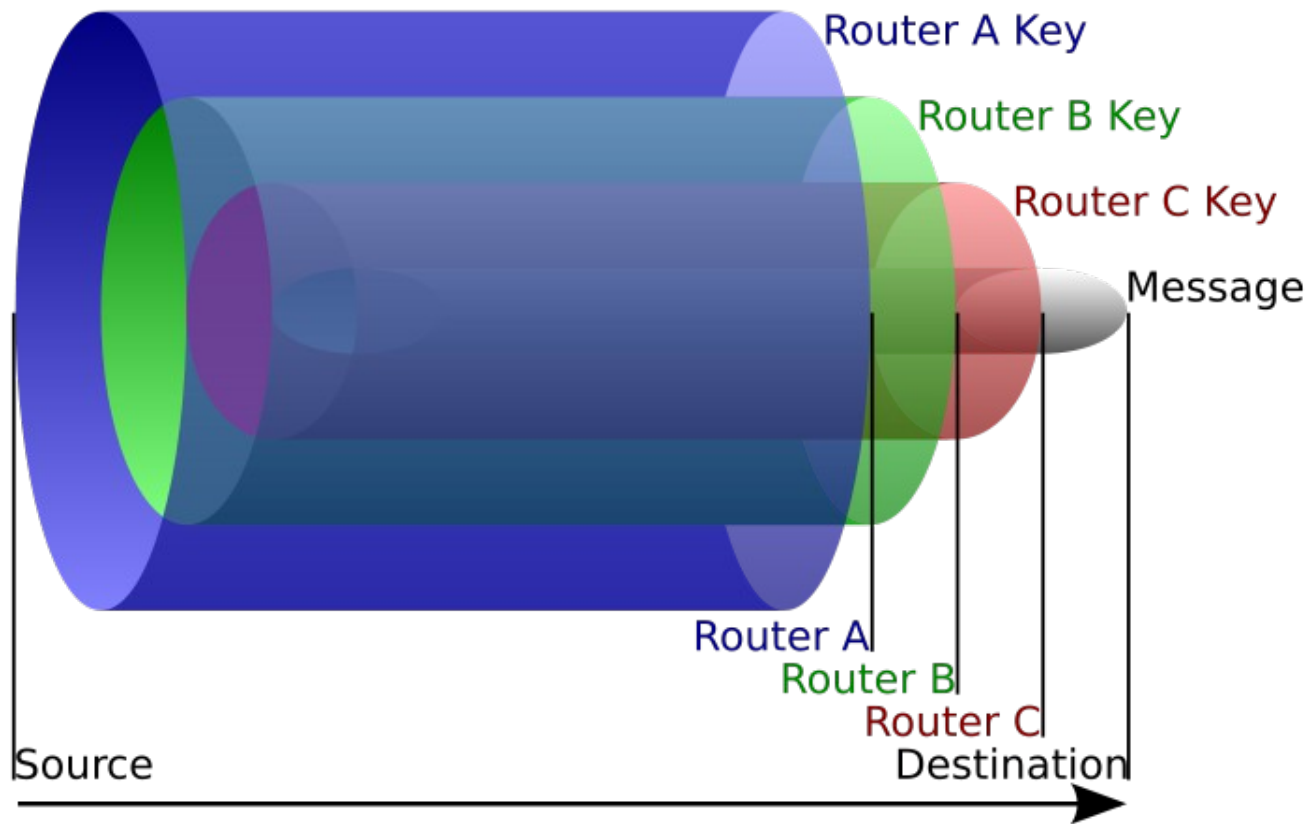 Router A Key
Router B Key
Router C Key
Message
Router A
Router B
Router C
Source
Destination